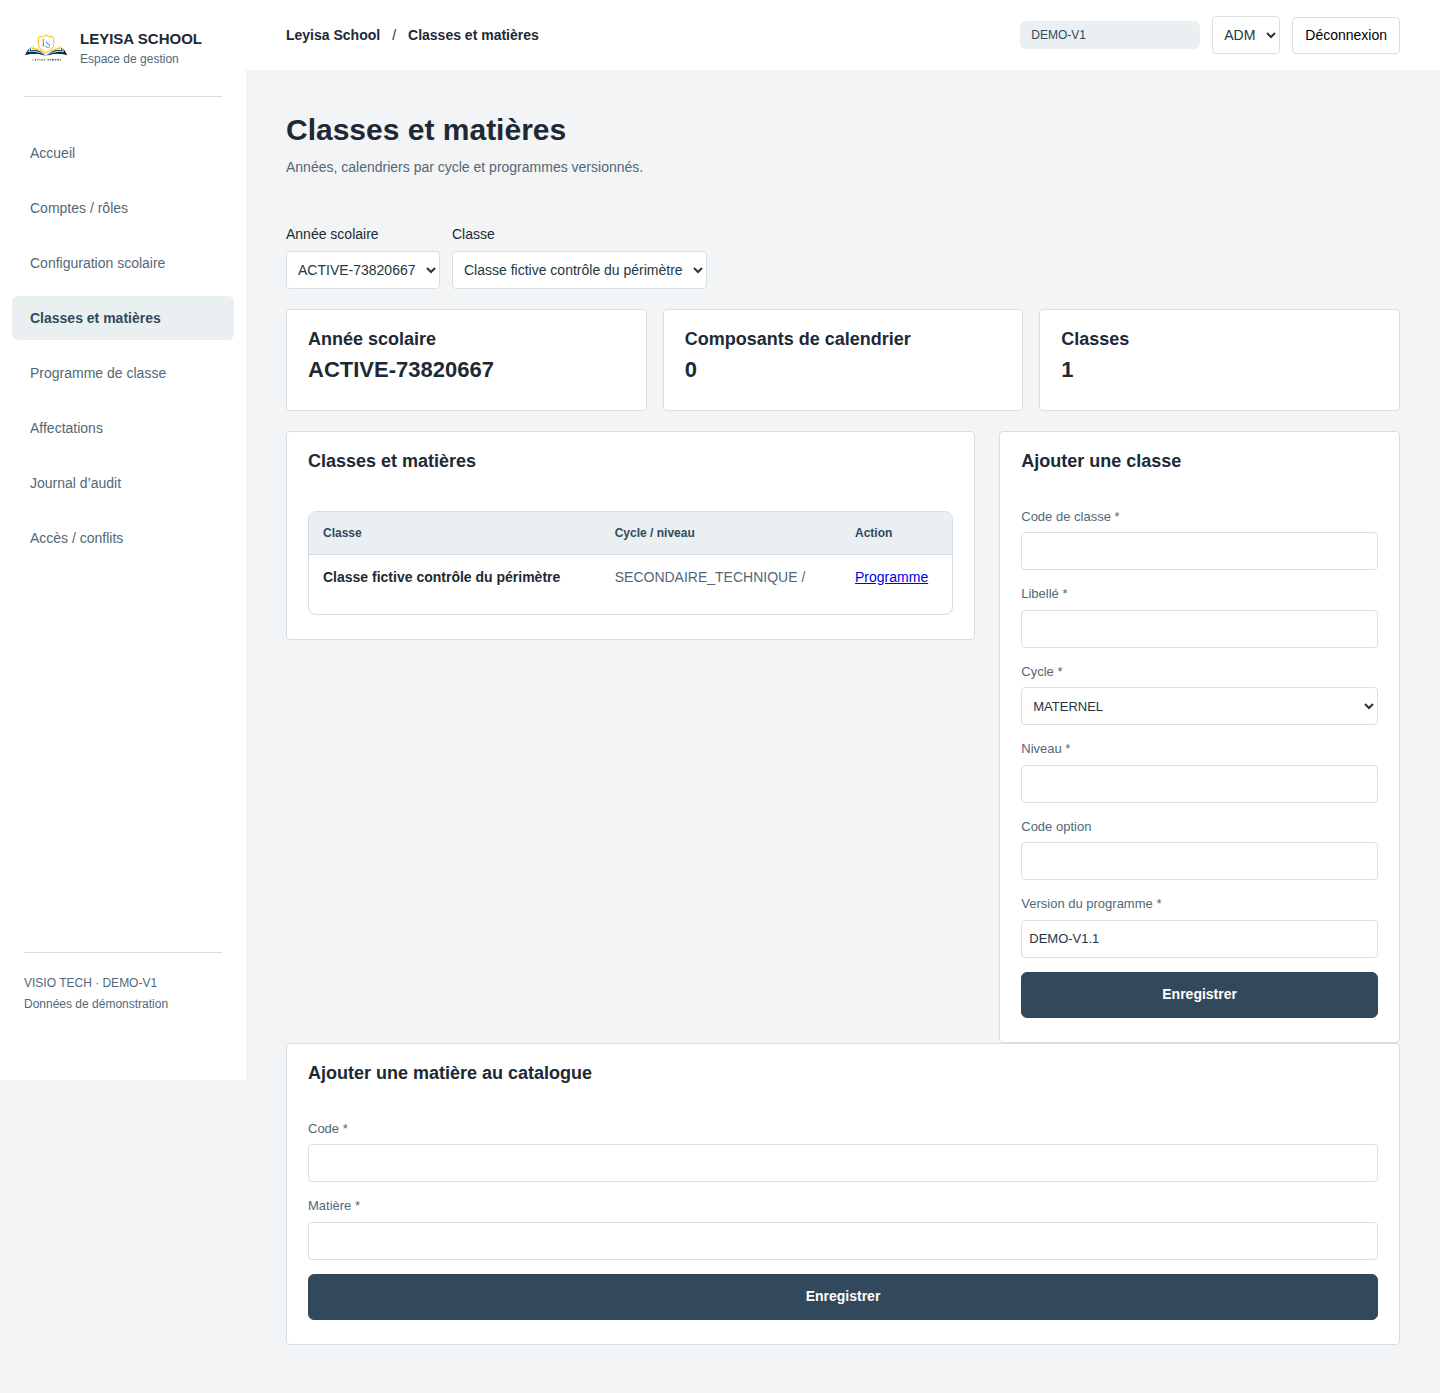 LEYISA SCHOOL
Espace de gestion
Leyisa School / Classes et matières
DEMO-V1
ADM
Déconnexion
Accueil
Comptes / rôles
Configuration scolaire
Classes et matières
Programme de classe
Affectations
Journal d’audit
Accès / conflits
VISIO TECH · DEMO-V1
Données de démonstration
Classes et matières
Années, calendriers par cycle et programmes versionnés.
Année scolaire
Classe
ACTIVE-73820667
Classe fictive contrôle du périmètre
Année scolaire
ACTIVE-73820667
Composants de calendrier
0
Classes
1
Classes et matières
Classe Cycle / niveau Action
Classe fictive contrôle du périmètre SECONDAIRE_TECHNIQUE / Programme
Ajouter une classe
Code de classe *
Libellé *
Cycle *
MATERNEL
Niveau *
Code option
Version du programme *
DEMO-V1.1
Enregistrer
Ajouter une matière au catalogue
Code *
Matière *
Enregistrer